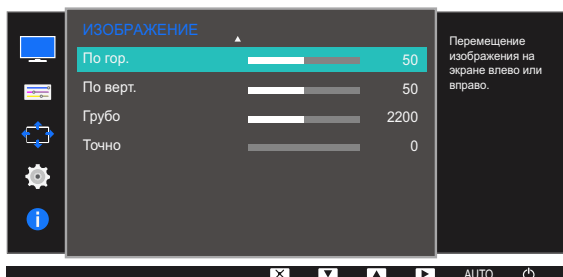 ИЗОБРАЖЕНИЕ
По гор. 50
По верт. 50
Грубо 2200
Точно 0
Перемещение
изображения на
экране влево или
вправо.
AUTO